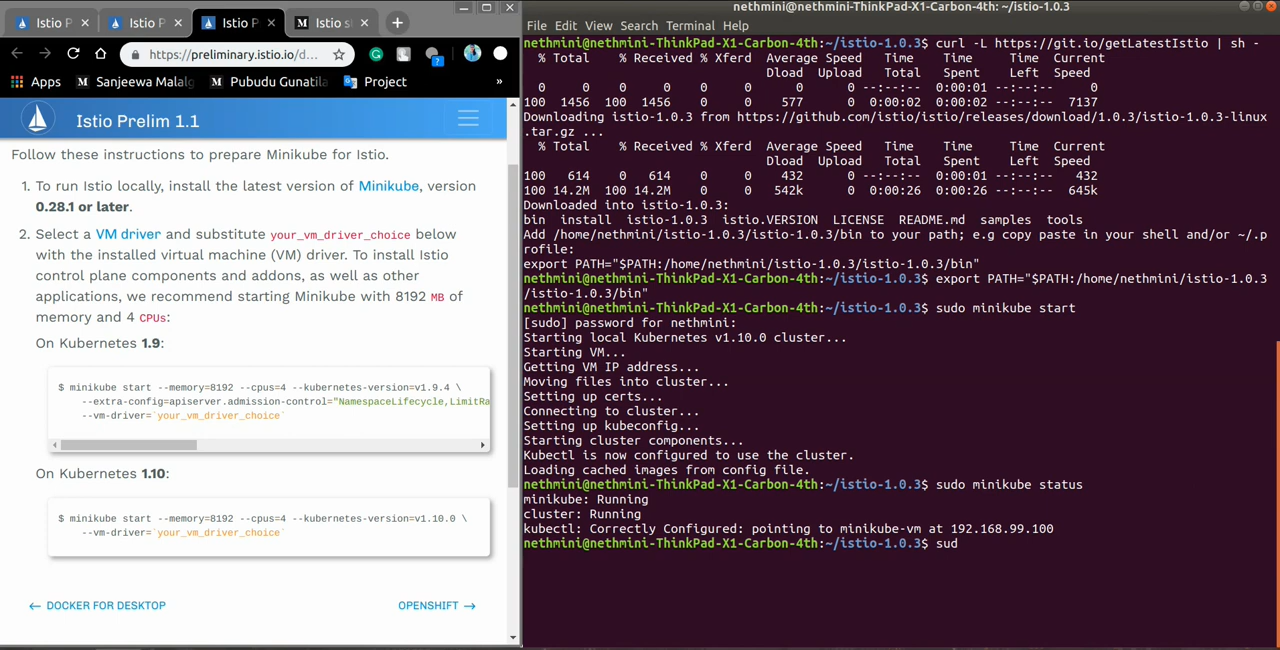 Istio P
Istio P
Istio P
Istio s
https://preliminary.istio.io/d...
Apps
Sanjeewa Malalg
Pubudu Gunatila
Project
»
Istio Prelim 1.1
Follow these instructions to prepare Minikube for Istio.
1. To run Istio locally, install the latest version of Minikube, version
0.28.1 or later.
2. Select a VM driver and substitute your_vm_driver_choice below
with the installed virtual machine (VM) driver. To install Istio
control plane components and addons, as well as other
applications, we recommend starting Minikube with 8192 MB of
memory and 4 CPUs:
On Kubernetes 1.9:
$ minikube start --memory=8192 --cpus=4 --kubernetes-version=v1.9.4 \
--extra-config=apiserver.admission-control="NamespaceLifecycle,LimitRa
--vm-driver=`your_vm_driver_choice`
On Kubernetes 1.10:
$ minikube start --memory=8192 --cpus=4 --kubernetes-version=v1.10.0 \
--vm-driver=`your_vm_driver_choice`
← DOCKER FOR DESKTOP
OPENSHIFT →
nethmini@nethmini-ThinkPad-X1-Carbon-4th: ~/istio-1.0.3
File Edit View Search Terminal Help
nethmini@nethmini-ThinkPad-X1-Carbon-4th:~/istio-1.0.3$ curl -L https://git.io/getLatestIstio | sh -
% Total % Received % Xferd Average Speed Time Time Time Current
Dload Upload Total Spent Left Speed
0 0 0 0 0 0 0 0 --:--:-- 0:00:01 --:--:-- 0
100 1456 100 1456 0 0 577 0 0:00:02 0:00:02 --:--:-- 7137
Downloading istio-1.0.3 from https://github.com/istio/istio/releases/download/1.0.3/istio-1.0.3-linux
.tar.gz ...
% Total % Received % Xferd Average Speed Time Time Time Current
Dload Upload Total Spent Left Speed
100 614 0 614 0 0 432 0 --:--:-- 0:00:01 --:--:-- 432
100 14.2M 100 14.2M 0 0 542k 0 0:00:26 0:00:26 --:--:-- 645k
Downloaded into istio-1.0.3:
bin install istio-1.0.3 istio.VERSION LICENSE README.md samples tools
Add /home/nethmini/istio-1.0.3/istio-1.0.3/bin to your path; e.g copy paste in your shell and/or ~/.p
rofile:
export PATH="$PATH:/home/nethmini/istio-1.0.3/istio-1.0.3/bin"
nethmini@nethmini-ThinkPad-X1-Carbon-4th:~/istio-1.0.3$ export PATH="$PATH:/home/nethmini/istio-1.0.3
/istio-1.0.3/bin"
nethmini@nethmini-ThinkPad-X1-Carbon-4th:~/istio-1.0.3$ sudo minikube start
[sudo] password for nethmini:
Starting local Kubernetes v1.10.0 cluster...
Starting VM...
Getting VM IP address...
Moving files into cluster...
Setting up certs...
Connecting to cluster...
Setting up kubeconfig...
Starting cluster components...
Kubectl is now configured to use the cluster.
Loading cached images from config file.
nethmini@nethmini-ThinkPad-X1-Carbon-4th:~/istio-1.0.3$ sudo minikube status
minikube: Running
cluster: Running
kubectl: Correctly Configured: pointing to minikube-vm at 192.168.99.100
nethmini@nethmini-ThinkPad-X1-Carbon-4th:~/istio-1.0.3$ sud